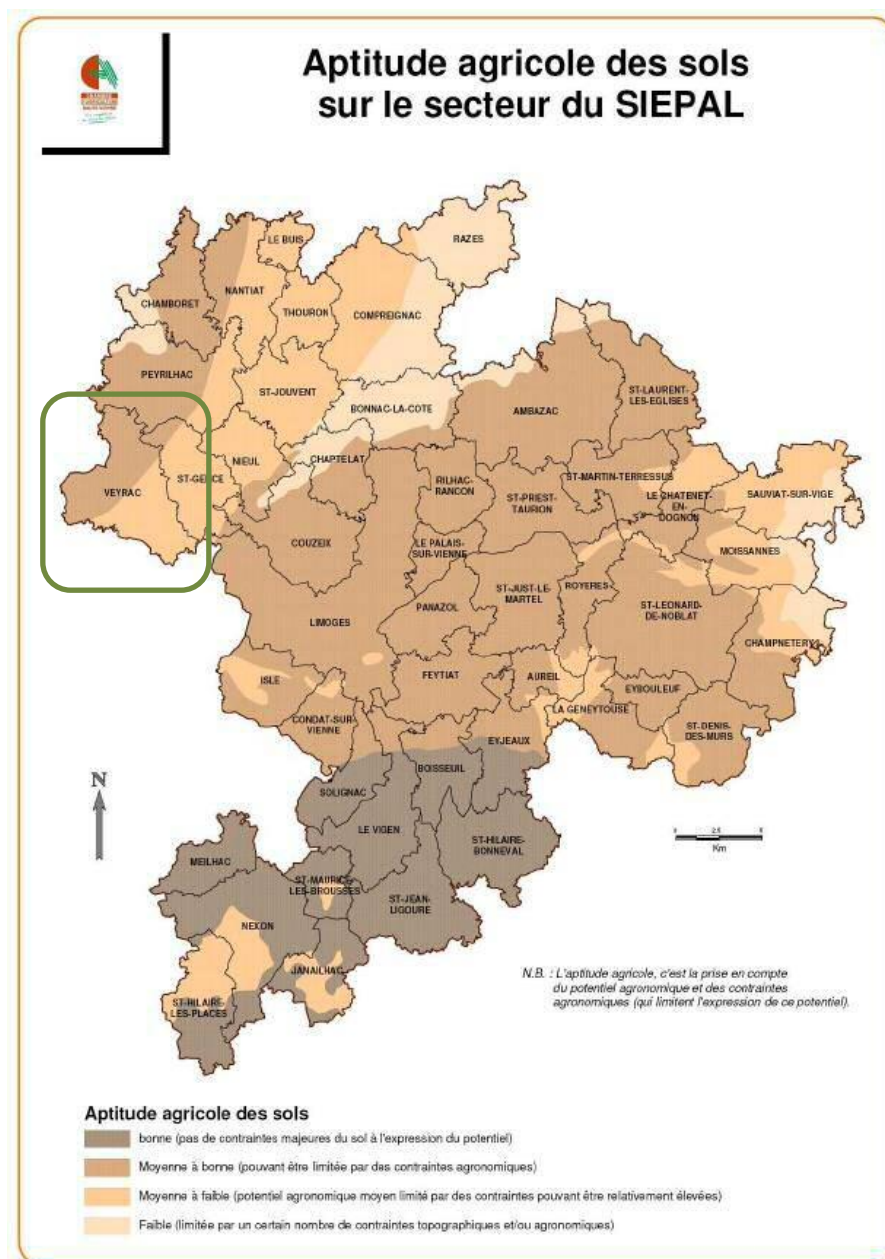 Aptitude agricole des sols
sur le secteur du SIEPAL
RAZES
LE BUIS
NANTIAT
CHAMBORET
THOURON
COMPREIGNAC
PEYRILHAC
ST-JOUVENT
BONNAC-LA-COTE
AMBAZAC
ST-LAURENT-
LES-EGLISES
VEYRAC
ST-GENCE
NIEUL
CHAPTELAT
RILHAC-
RANCON
ST-PRIEST-
TAURION
ST-MARTIN-TERRESSUS
LE CHATENET-
EN-
DOGNON
SAUVIAT-SUR-VIGE
COUZEIX
LE PALAIS-
SUR-VIENNE
MOISSANNES
ST-JUST-LE-
MARTEL
ROYERES
PANAZOL
ST-LEONARD-
DE-NOBLAT
LIMOGES
CHAMPNETERY
ISLE
FEYTIAT
AUREIL
EYBOULEUF
LA GENEYTOUSE
CONDAT-SUR-
VIENNE
ST-DENIS-
DES-MURS
EYJEAUX
BOISSEUIL
SOLIGNAC
N
LE VIGEN
ST-HILAIRE-
BONNEVAL
0 2,5 5
Km
MEILHAC
ST-MAURICE-
LES-BROUSSES
ST-JEAN-
LIGOURE
NEXON
JANAILHAC
ST-HILAIRE-
LES-PLACES
N.B. : L'aptitude agricole, c'est la prise en compte
du potentiel agronomique et des contraintes
agronomiques (qui limitent l'expression de ce potentiel).
Aptitude agricole des sols
bonne (pas de contraintes majeures du sol à l'expression du potentiel)
Moyenne à bonne (pouvant être limitée par des contraintes agronomiques)
Moyenne à faible (potentiel agronomique moyen limité par des contraintes pouvant être relativement élevées)
Faible (limitée par un certain nombre de contraintes topographiques et/ou agronomiques)